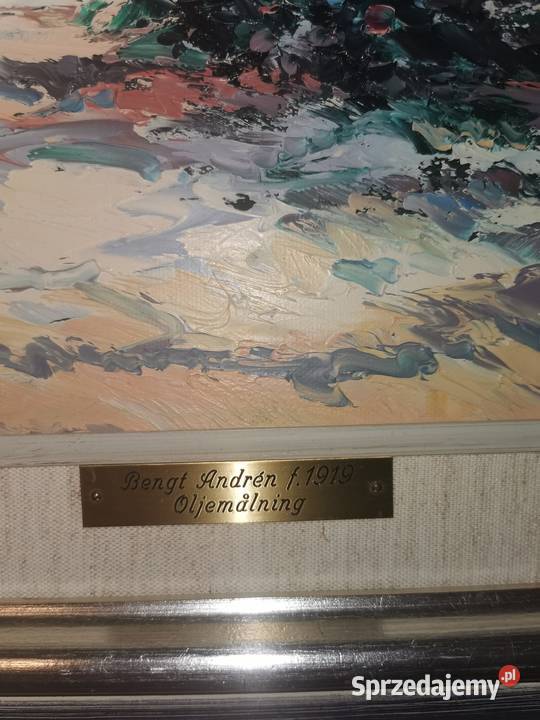 Bengt Andrén f. 1919
Oljemålning
Sprzedajemy.pl